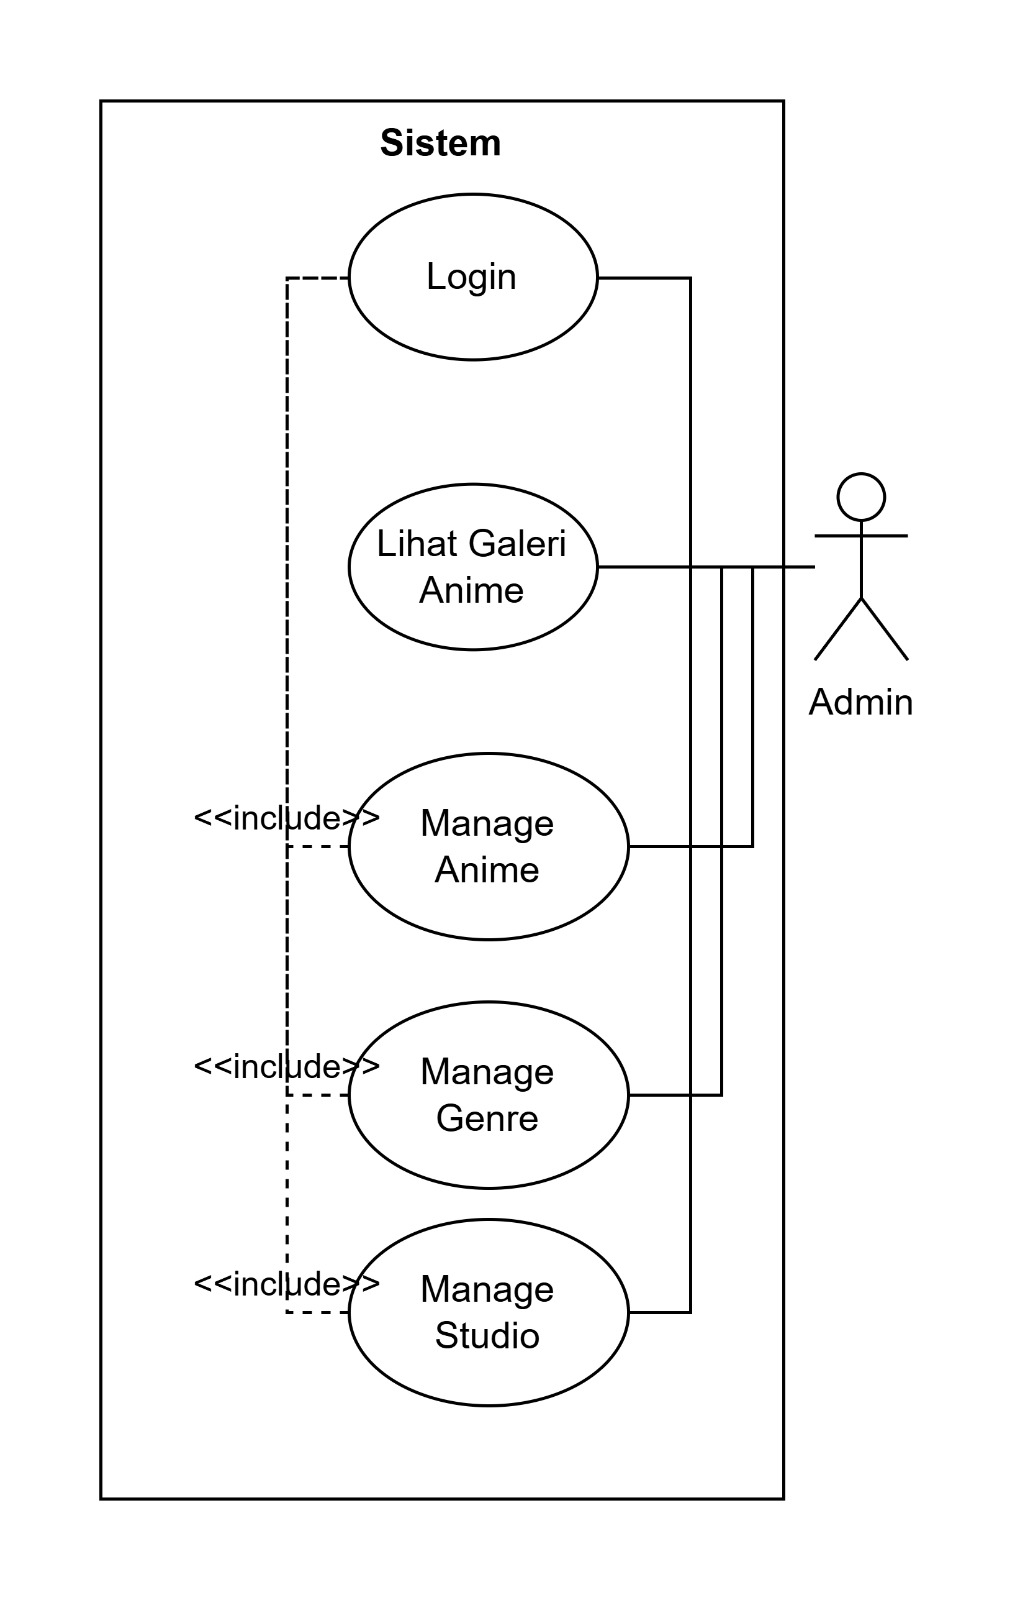 Sistem
Login
Lihat Galeri
Anime
Admin
<<include>>
Manage
Anime
<<include>>
Manage
Genre
<<include>>
Manage
Studio